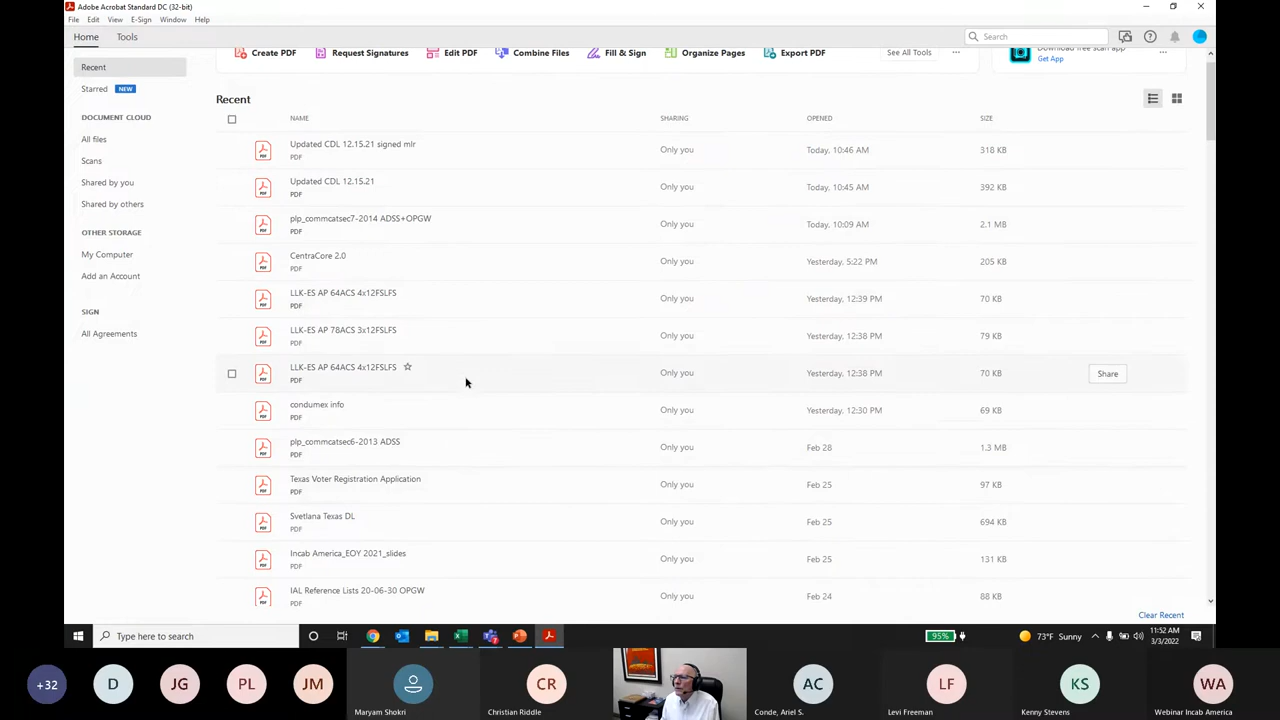 Adobe Acrobat Standard DC (32-bit)
File Edit View E-Sign Window Help
Home Tools
Search
Create PDF Request Signatures Edit PDF Combine Files Fill & Sign Organize Pages Export PDF See All Tools
Download free scan app
Get App
Recent
Starred NEW
DOCUMENT CLOUD
All files
Scans
Shared by you
Shared by others
OTHER STORAGE
My Computer
Add an Account
SIGN
All Agreements
Recent
NAME SHARING OPENED SIZE
Updated CDL 12.15.21 signed mlr
PDF
Only you Today, 10:46 AM 318 KB
Updated CDL 12.15.21
PDF
Only you Today, 10:45 AM 392 KB
plp_commcatsec7-2014 ADSS+OPGW
PDF
Only you Today, 10:09 AM 2.1 MB
CentraCore 2.0
PDF
Only you Yesterday, 5:22 PM 205 KB
LLK-ES AP 64ACS 4x12FSLFS
PDF
Only you Yesterday, 12:39 PM 70 KB
LLK-ES AP 78ACS 3x12FSLFS
PDF
Only you Yesterday, 12:38 PM 79 KB
LLK-ES AP 64ACS 4x12FSLFS
PDF
Only you Yesterday, 12:38 PM 70 KB Share
condumex info
PDF
Only you Yesterday, 12:30 PM 69 KB
plp_commcatsec6-2013 ADSS
PDF
Only you Feb 28 1.3 MB
Texas Voter Registration Application
PDF
Only you Feb 25 97 KB
Svetlana Texas DL
PDF
Only you Feb 25 694 KB
Incab America_EOY 2021_slides
PDF
Only you Feb 25 131 KB
IAL Reference Lists 20-06-30 OPGW
PDF
Only you Feb 24 88 KB
Clear Recent
Type here to search
95%
73°F Sunny
11:52 AM
3/3/2022
+32 D JG PL JM CR AC LF KS WA
Maryam Shokri Christian Riddle Conde, Ariel S. Levi Freeman Kenny Stevens Webinar Incab America